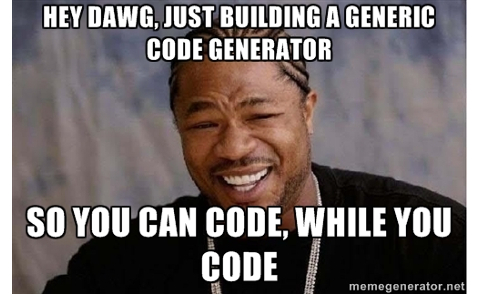 HEY DAWG, JUST BUILDING A GENERIC
CODE GENERATOR
SO YOU CAN CODE, WHILE YOU
CODE
memegenerator.net